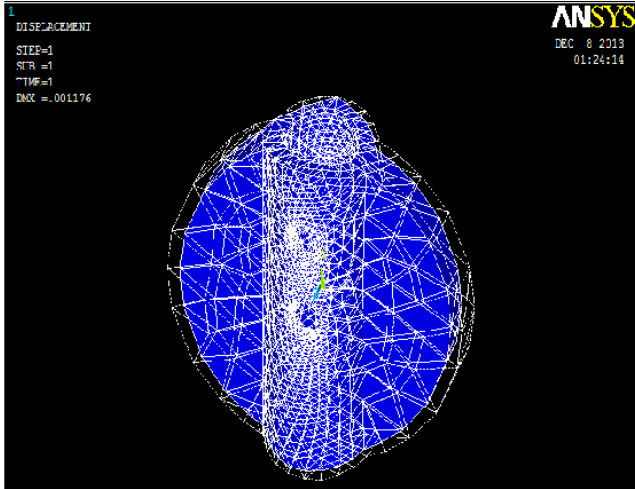 1
DISPLACEMENT
STEP=1
SUB =1
TIME=1
DMX =.001176
ANSYS
DEC 8 2013
01:24:14